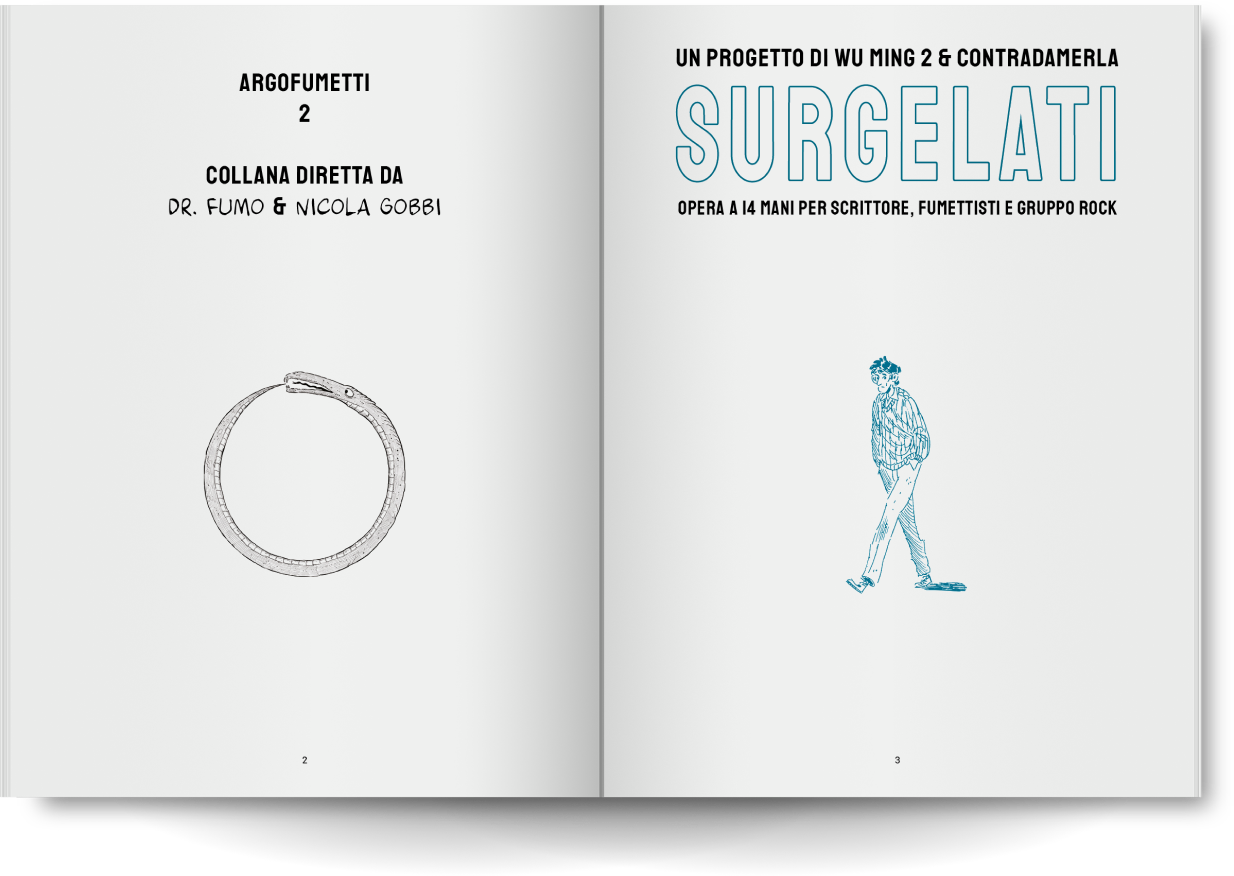 ARGOFUMETTI
2
COLLANA DIRETTA DA
DR. FUMO & NICOLA GOBBI
2
UN PROGETTO DI WU MING 2 & CONTRADAMERLA
SURGELATI
OPERA A 14 MANI PER SCRITTORE, FUMETTISTI E GRUPPO ROCK
3